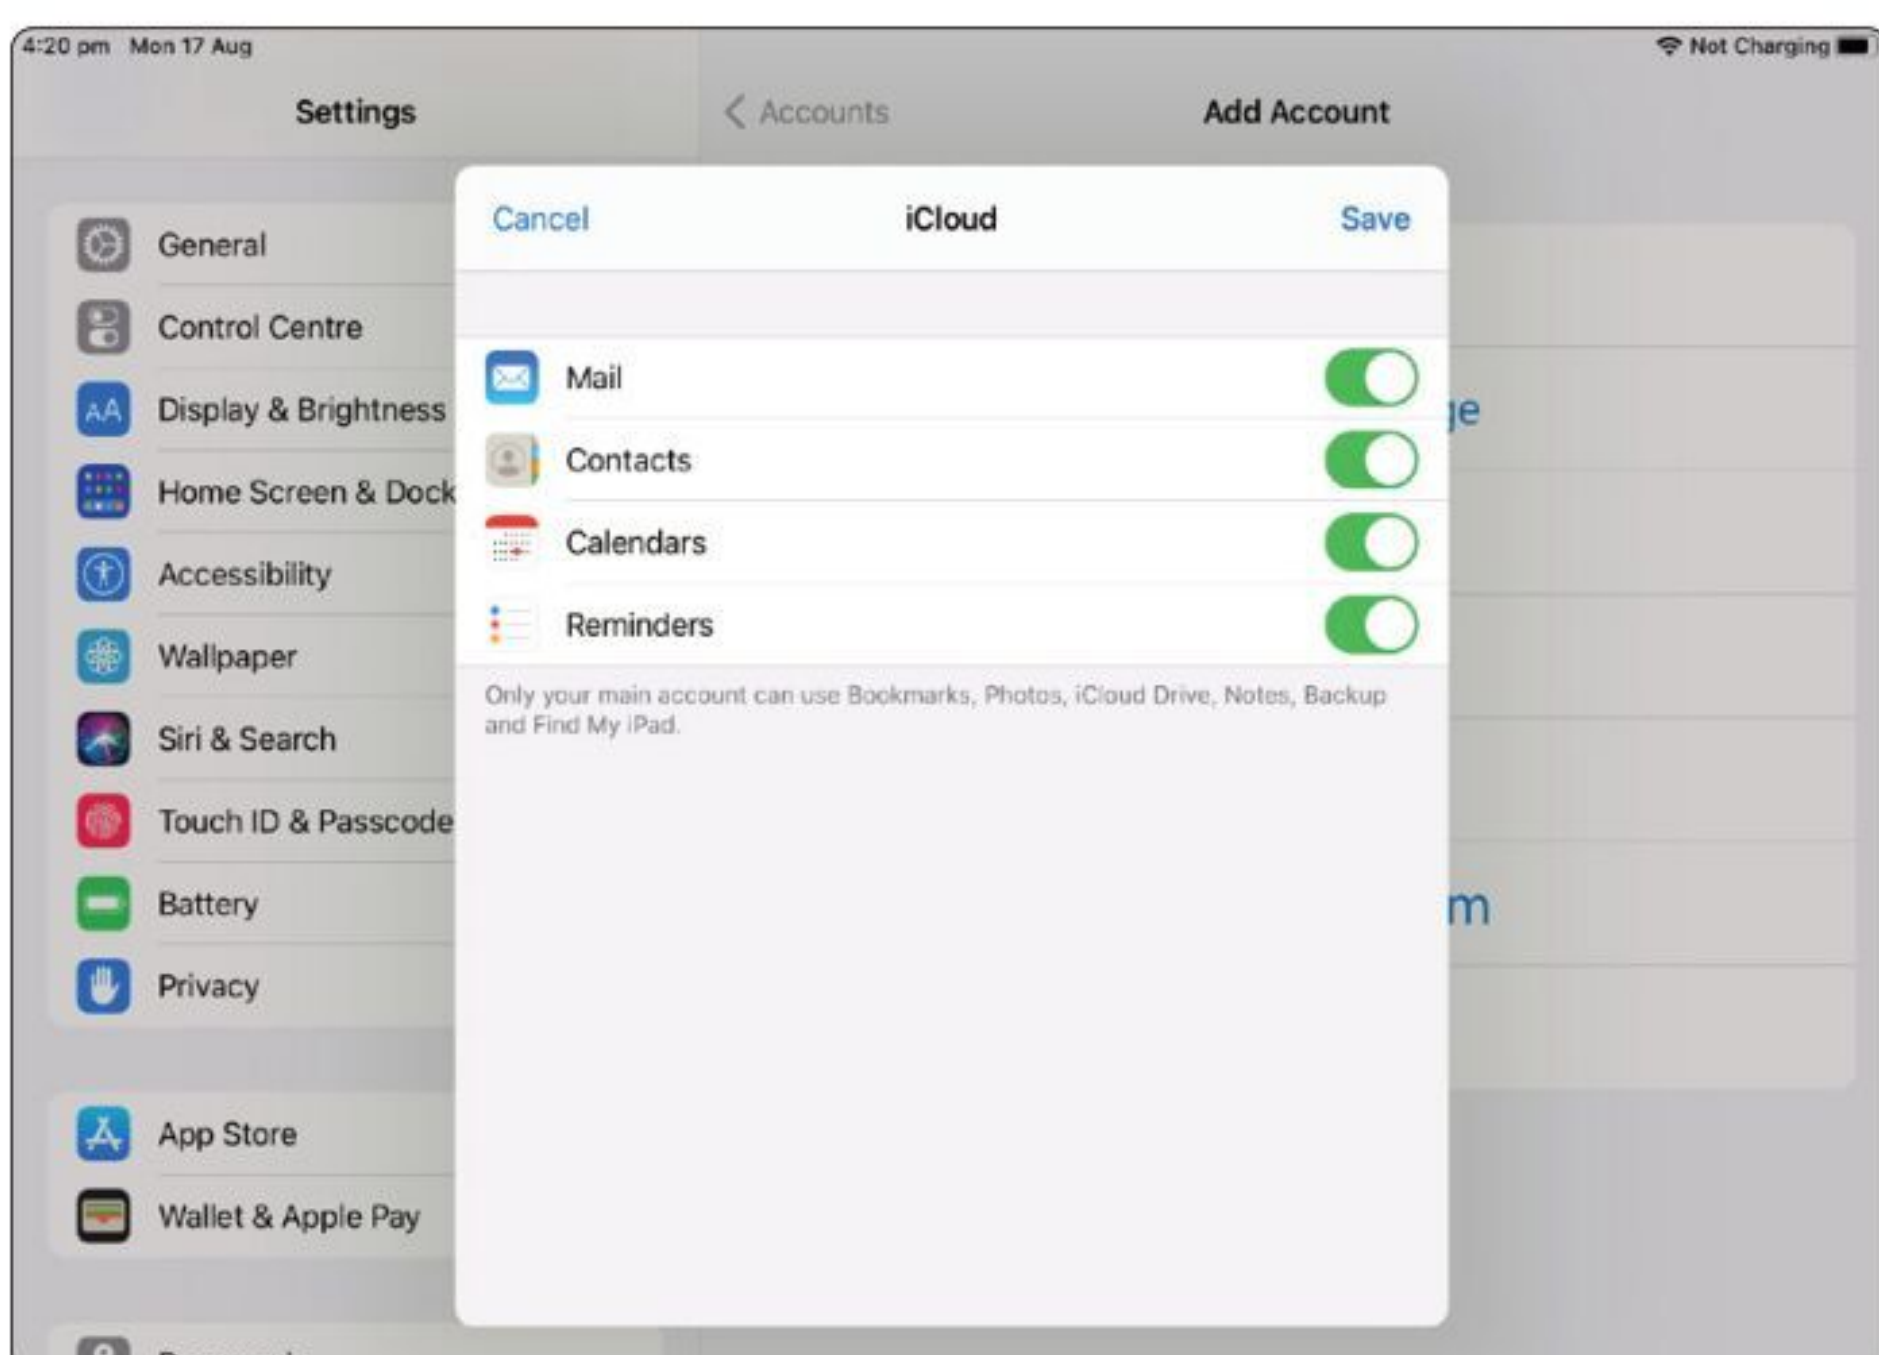 4:20 pm Mon 17 Aug
Not Charging
Settings
Accounts
Add Account
Cancel
iCloud
Save
General
Control Centre
Display & Brightness
Home Screen & Dock
Accessibility
Wallpaper
Siri & Search
Touch ID & Passcode
Battery
Privacy
App Store
Wallet & Apple Pay
Mail
Contacts
Calendars
Reminders
Only your main account can use Bookmarks, Photos, iCloud Drive, Notes, Backup
and Find My iPad.
ge
m